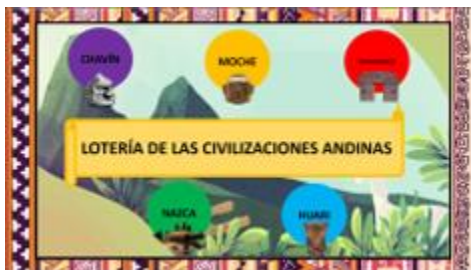 CHAVÍN
MOCHE
LOTERÍA DE LAS CIVILIZACIONES ANDINAS
NAZCA
HUARI